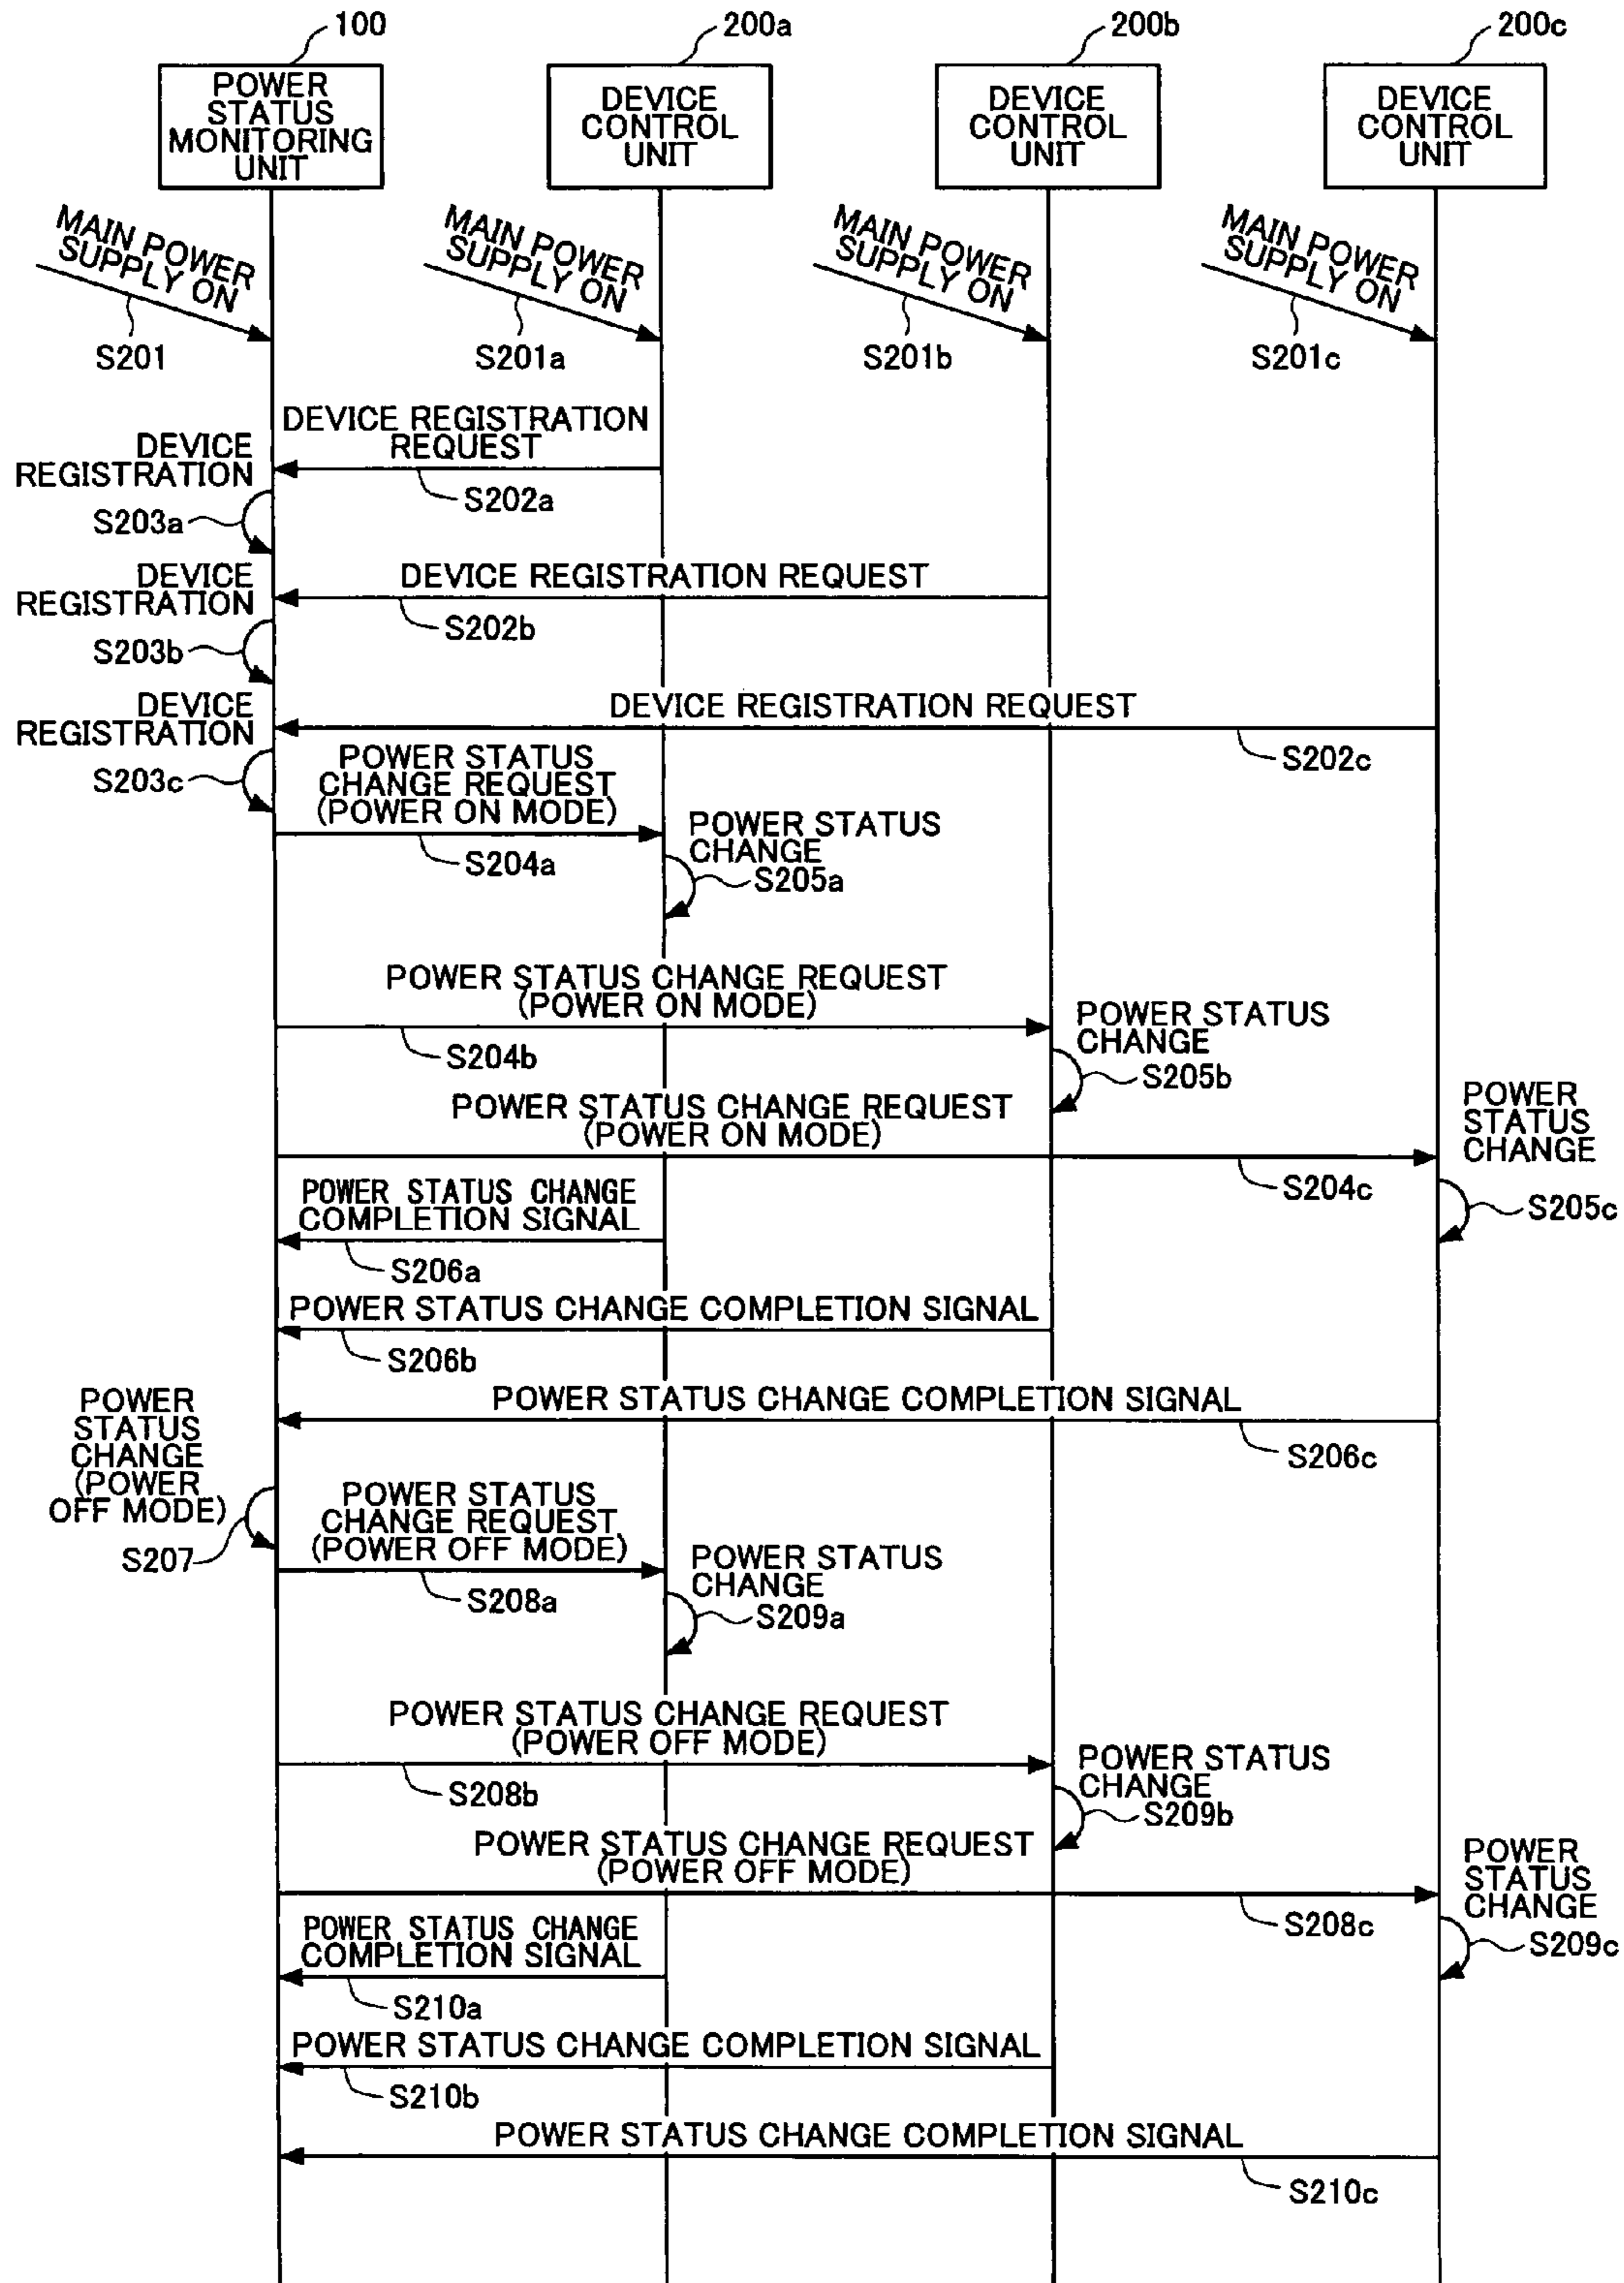 100
200a
200b
200c
POWER
STATUS
MONITORING
UNIT
DEVICE
CONTROL
UNIT
DEVICE
CONTROL
UNIT
DEVICE
CONTROL
UNIT
MAIN POWER
SUPPLY ON
S201
MAIN POWER
SUPPLY ON
S201a
MAIN POWER
SUPPLY ON
S201b
MAIN POWER
SUPPLY ON
S201c
DEVICE REGISTRATION
REQUEST
S202a
DEVICE
REGISTRATION
S203a
DEVICE REGISTRATION REQUEST
S202b
DEVICE
REGISTRATION
S203b
DEVICE REGISTRATION REQUEST
S202c
DEVICE
REGISTRATION
S203c
POWER STATUS
CHANGE REQUEST
(POWER ON MODE)
S204a
POWER STATUS
CHANGE
S205a
POWER STATUS CHANGE REQUEST
(POWER ON MODE)
S204b
POWER STATUS
CHANGE
S205b
POWER STATUS CHANGE REQUEST
(POWER ON MODE)
S204c
POWER
STATUS
CHANGE
S205c
POWER STATUS CHANGE
COMPLETION SIGNAL
S206a
POWER STATUS CHANGE COMPLETION SIGNAL
S206b
POWER STATUS CHANGE COMPLETION SIGNAL
S206c
POWER
STATUS
CHANGE
(POWER
OFF MODE)
S207
POWER STATUS
CHANGE REQUEST
(POWER OFF MODE)
S208a
POWER STATUS
CHANGE
S209a
POWER STATUS CHANGE REQUEST
(POWER OFF MODE)
S208b
POWER STATUS
CHANGE
S209b
POWER STATUS CHANGE REQUEST
(POWER OFF MODE)
S208c
POWER
STATUS
CHANGE
S209c
POWER STATUS CHANGE
COMPLETION SIGNAL
S210a
POWER STATUS CHANGE COMPLETION SIGNAL
S210b
POWER STATUS CHANGE COMPLETION SIGNAL
S210c